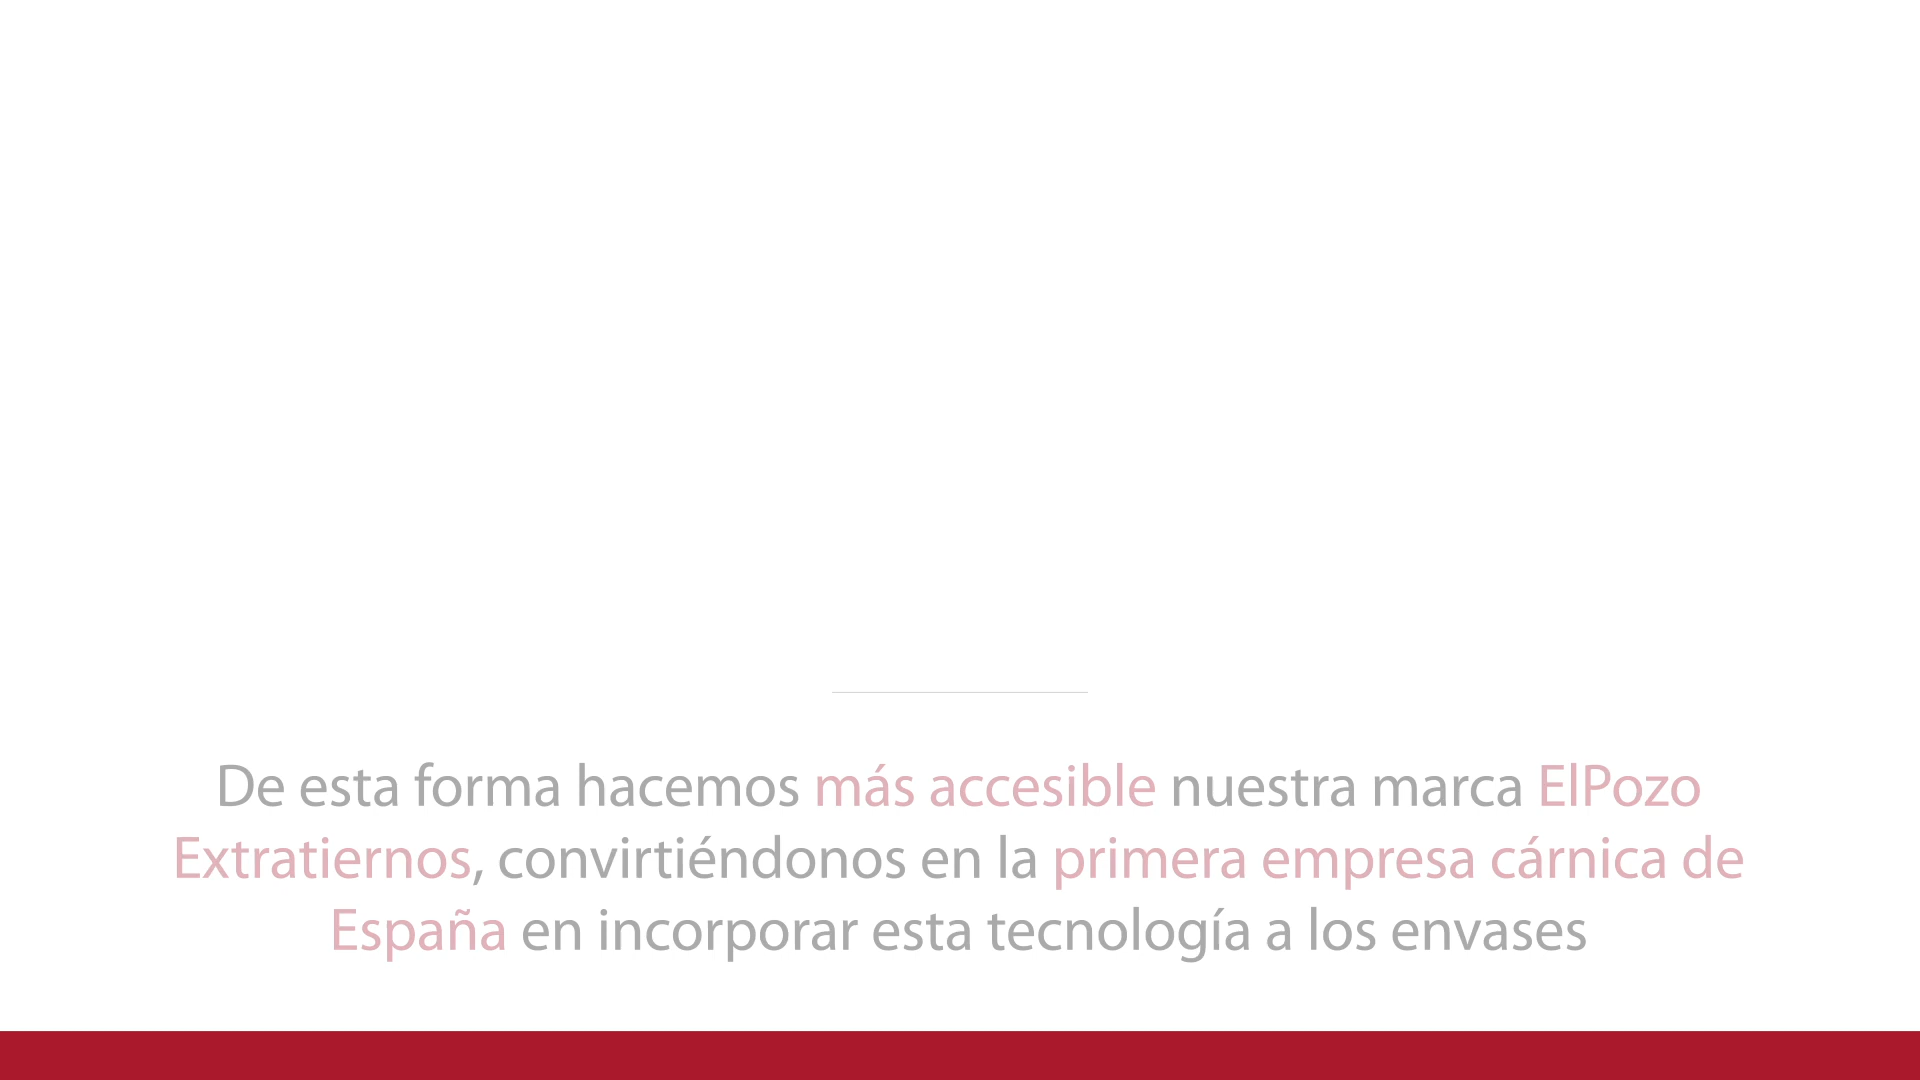 De esta forma hacemos más accesible nuestra marca ElPozo
Extratiernos, convirtiéndonos en la primera empresa cárnica de
España en incorporar esta tecnología a los envases